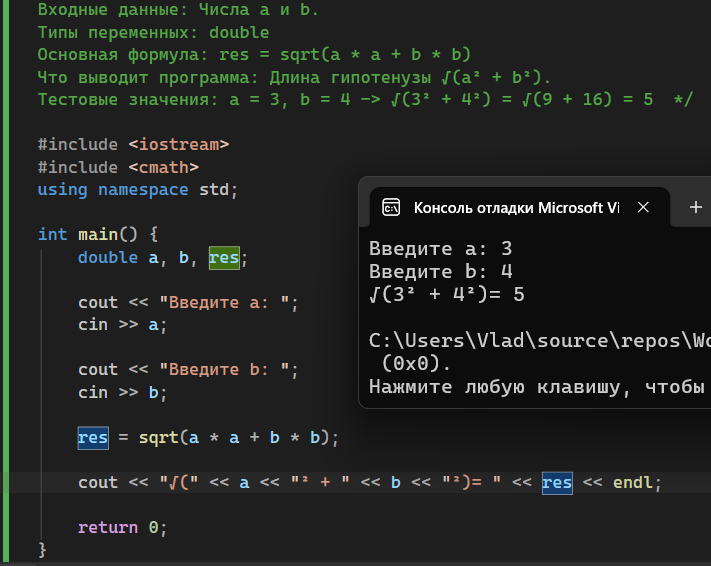 Входные данные: Числа a и b.
Типы переменных: double
Основная формула: res = sqrt(a * a + b * b)
Что выводит программа: Длина гипотенузы √(a² + b²).
Тестовые значения: a = 3, b = 4 -> √(3² + 4²) = √(9 + 16) = 5  */
#include <iostream>
#include <cmath>
using namespace std;
int main() {
    double a, b, res;
    cout << "Введите a: ";
    cin >> a;
    cout << "Введите b: ";
    cin >> b;
    res = sqrt(a * a + b * b);
    cout << "√(" << a << "² + " << b << "²)= " << res << endl;
    return 0;
}
Консоль отладки Microsoft Vi
Введите a: 3
Введите b: 4
√(3² + 4²)= 5
C:\Users\Vlad\source\repos\Wo
(0x0).
Нажмите любую клавишу, чтобы